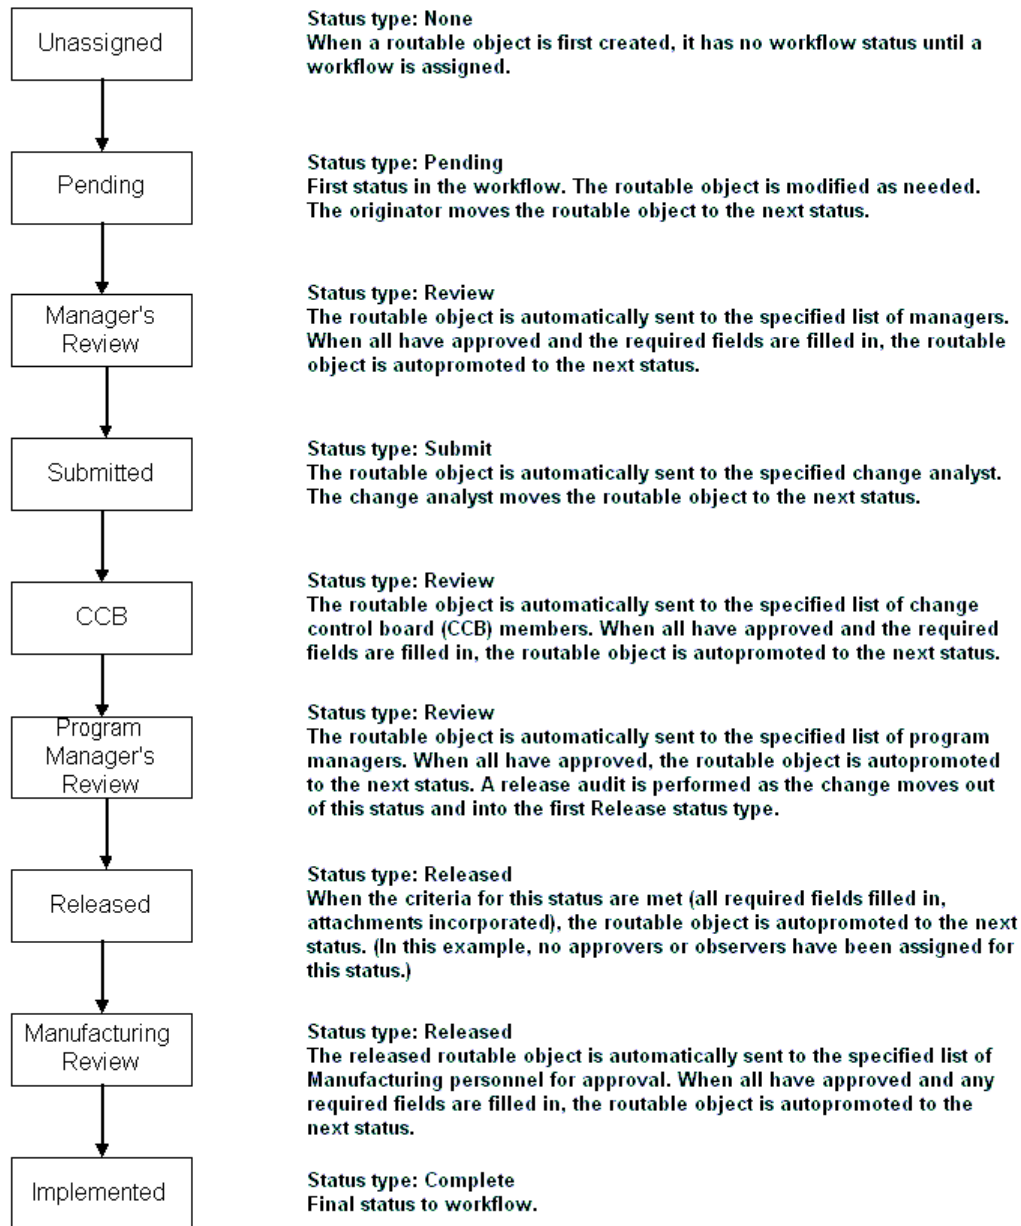 Unassigned
Status type: None
When a routable object is first created, it has no workflow status until a
workflow is assigned.
Pending
Status type: Pending
First status in the workflow. The routable object is modified as needed.
The originator moves the routable object to the next status.
Manager's
Review
Status type: Review
The routable object is automatically sent to the specified list of managers.
When all have approved and the required fields are filled in, the routable
object is autopromoted to the next status.
Submitted
Status type: Submit
The routable object is automatically sent to the specified change analyst.
The change analyst moves the routable object to the next status.
CCB
Status type: Review
The routable object is automatically sent to the specified list of change
control board (CCB) members. When all have approved and the required
fields are filled in, the routable object is autopromoted to the next status.
Program
Manager's
Review
Status type: Review
The routable object is automatically sent to the specified list of program
managers. When all have approved, the routable object is autopromoted
to the next status. A release audit is performed as the change moves out
of this status and into the first Release status type.
Released
Status type: Released
When the criteria for this status are met (all required fields filled in,
attachments incorporated), the routable object is autopromoted to the next
status. (In this example, no approvers or observers have been assigned for
this status.)
Manufacturing
Review
Status type: Released
The released routable object is automatically sent to the specified list of
Manufacturing personnel for approval. When all have approved and any
required fields are filled in, the routable object is autopromoted to the
next status.
Implemented
Status type: Complete
Final status to workflow.